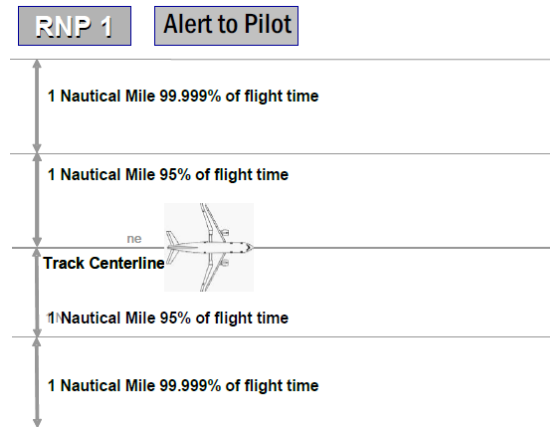 RNP 1 Alert to Pilot
1 Nautical Mile 99.999% of flight time
1 Nautical Mile 95% of flight time
ne
Track Centerline
1 Nautical Mile 95% of flight time
1 Nautical Mile 99.999% of flight time